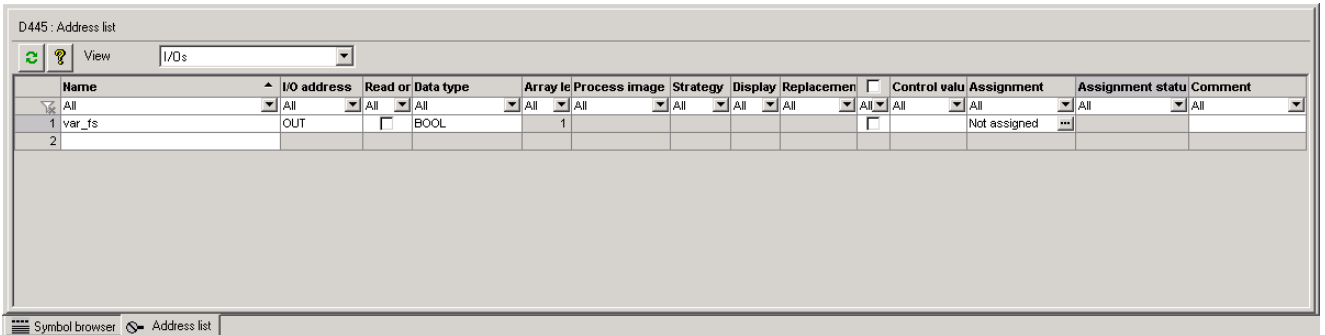 D445 : Address list
View I/Os
Name I/O address Read or Data type Array le Process image Strategy Display Replacemen Control valu Assignment Assignment statu Comment
All All All All All All All All All All All All All All
1 var_fs OUT BOOL 1 Not assigned ...
2
Symbol browser Address list